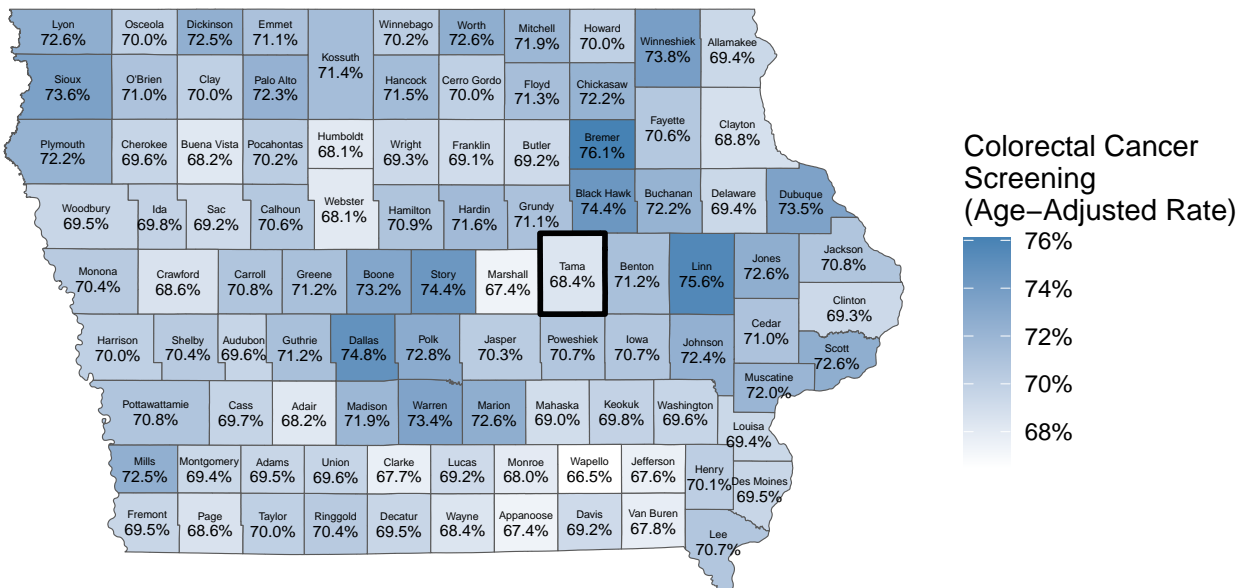 Lyon
72.6%
Osceola
70.0%
Dickinson
72.5%
Emmet
71.1%
Kossuth
71.4%
Winnebago
70.2%
Worth
72.6%
Mitchell
71.9%
Howard
70.0%
Winneshiek
73.8%
Allamakee
69.4%
Sioux
73.6%
O'Brien
71.0%
Clay
70.0%
Palo Alto
72.3%
Hancock
71.5%
Cerro Gordo
70.0%
Floyd
71.3%
Chickasaw
72.2%
Fayette
70.6%
Clayton
68.8%
Plymouth
72.2%
Cherokee
69.6%
Buena Vista
68.2%
Pocahontas
70.2%
Humboldt
68.1%
Wright
69.3%
Franklin
69.1%
Butler
69.2%
Bremer
76.1%
Woodbury
69.5%
Ida
69.8%
Sac
69.2%
Calhoun
70.6%
Webster
68.1%
Hamilton
70.9%
Hardin
71.6%
Grundy
71.1%
Black Hawk
74.4%
Buchanan
72.2%
Delaware
69.4%
Dubuque
73.5%
Monona
70.4%
Crawford
68.6%
Carroll
70.8%
Greene
71.2%
Boone
73.2%
Story
74.4%
Marshall
67.4%
Tama
68.4%
Benton
71.2%
Linn
75.6%
Jones
72.6%
Jackson
70.8%
Clinton
69.3%
Harrison
70.0%
Shelby
70.4%
Audubon
69.6%
Guthrie
71.2%
Dallas
74.8%
Polk
72.8%
Jasper
70.3%
Poweshiek
70.7%
Iowa
70.7%
Johnson
72.4%
Cedar
71.0%
Scott
72.6%
Muscatine
72.0%
Pottawattamie
70.8%
Cass
69.7%
Adair
68.2%
Madison
71.9%
Warren
73.4%
Marion
72.6%
Mahaska
69.0%
Keokuk
69.8%
Washington
69.6%
Louisa
69.4%
Mills
72.5%
Montgomery
69.4%
Adams
69.5%
Union
69.6%
Clarke
67.7%
Lucas
69.2%
Monroe
68.0%
Wapello
66.5%
Jefferson
67.6%
Henry
70.1%
Des Moines
69.5%
Fremont
69.5%
Page
68.6%
Taylor
70.0%
Ringgold
70.4%
Decatur
69.5%
Wayne
68.4%
Appanoose
67.4%
Davis
69.2%
Van Buren
67.8%
Lee
70.7%
Colorectal Cancer
Screening
(Age−Adjusted Rate)
76%
74%
72%
70%
68%